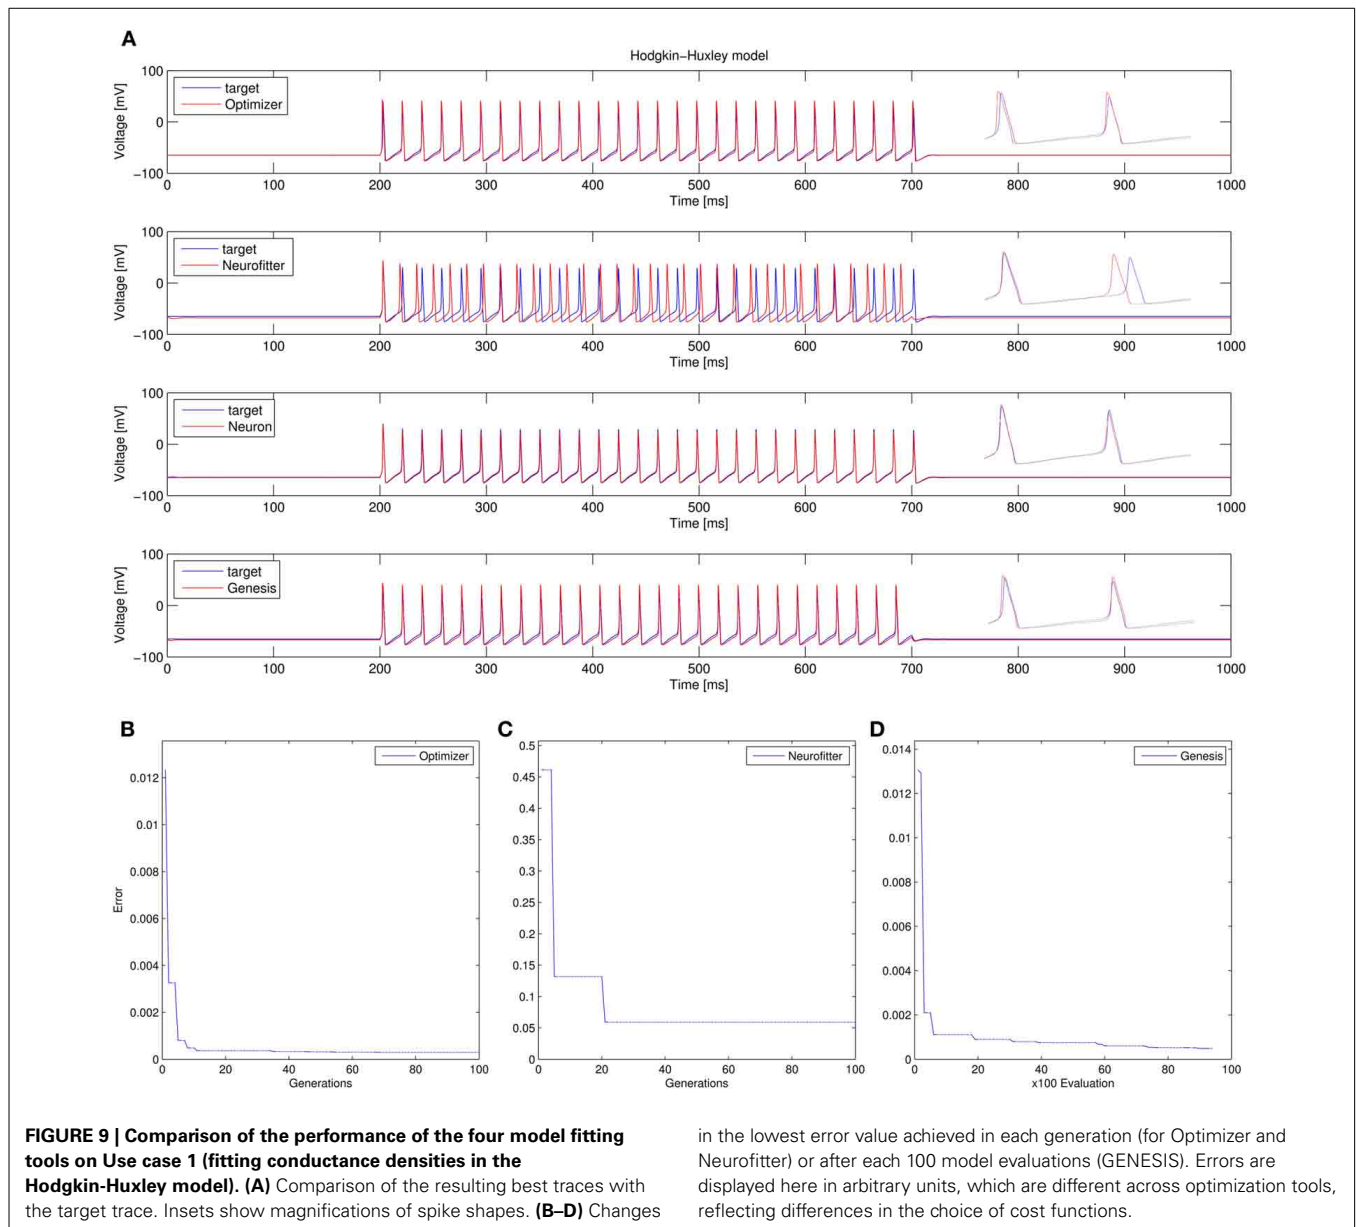 A
Hodgkin–Huxley model
100
0
−100
Voltage [mV]
target
Optimizer
0 100 200 300 400 500 600 700 800 900 1000
Time [ms]
100
0
−100
Voltage [mV]
target
Neurofitter
0 100 200 300 400 500 600 700 800 900 1000
Time [ms]
100
0
−100
Voltage [mV]
target
Neuron
0 100 200 300 400 500 600 700 800 900 1000
Time [ms]
100
0
−100
Voltage [mV]
target
Genesis
0 100 200 300 400 500 600 700 800 900 1000
Time [ms]
B
Optimizer
0.012
0.01
0.008
0.006
0.004
0.002
0
Error
0 20 40 60 80 100
Generations
C
Neurofitter
0.5
0.45
0.4
0.35
0.3
0.25
0.2
0.15
0.1
0.05
0
0 20 40 60 80 100
Generations
D
Genesis
0.014
0.012
0.01
0.008
0.006
0.004
0.002
0
0 20 40 60 80 100
x100 Evaluation
FIGURE 9 | Comparison of the performance of the four model fitting
tools on Use case 1 (fitting conductance densities in the
Hodgkin-Huxley model). (A) Comparison of the resulting best traces with
the target trace. Insets show magnifications of spike shapes. (B–D) Changes
in the lowest error value achieved in each generation (for Optimizer and
Neurofitter) or after each 100 model evaluations (GENESIS). Errors are
displayed here in arbitrary units, which are different across optimization tools,
reflecting differences in the choice of cost functions.